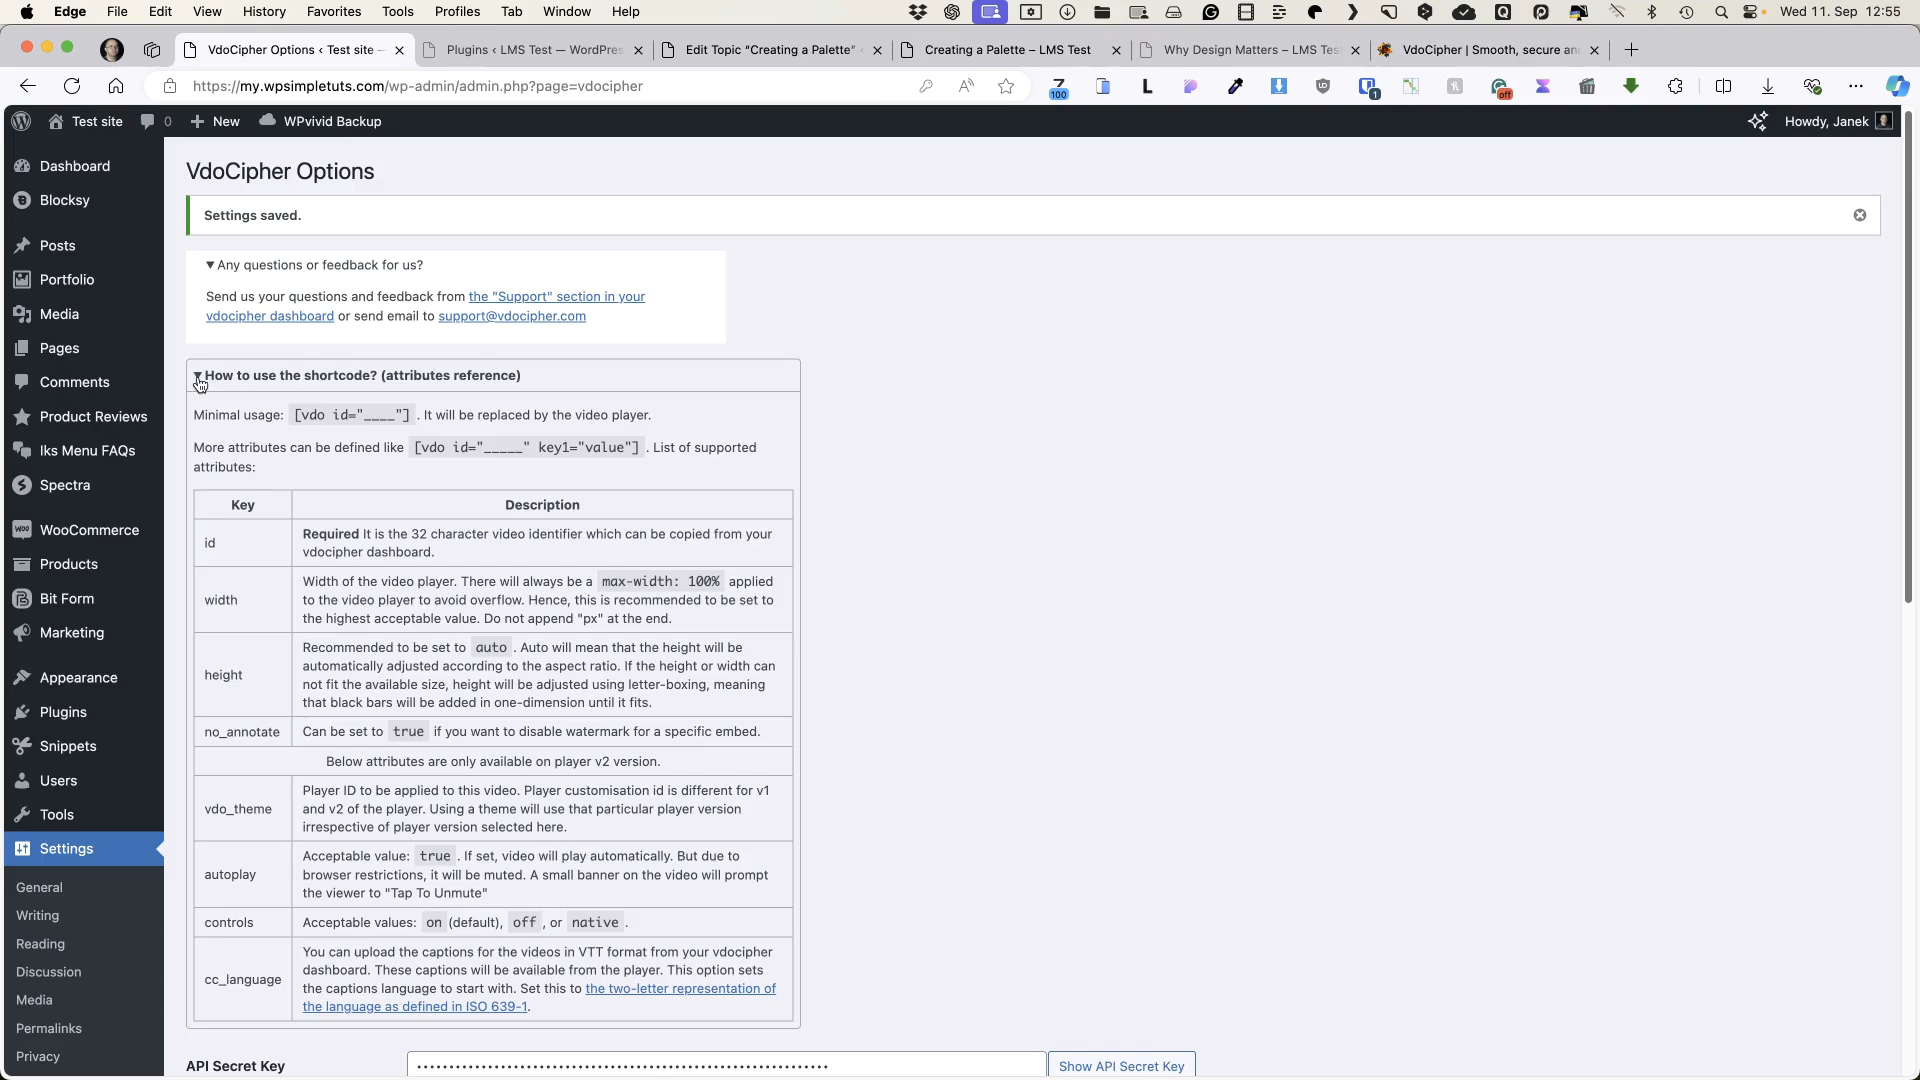 Edge File Edit View History Favorites Tools Profiles Tab Window Help Wed 11. Sep 12:55
VdoCipher Options ‹ Test site – Plugins ‹ LMS Test — WordPres Edit Topic “Creating a Palette” Creating a Palette – LMS Test Why Design Matters – LMS Tes VdoCipher | Smooth, secure an
https://my.wpsimpletuts.com/wp-admin/admin.php?page=vdocipher
100
1
off
Test site 0 New WPvivid Backup Howdy, Janek
Dashboard
Blocksy
Posts
Portfolio
Media
Pages
Comments
Product Reviews
Iks Menu FAQs
Spectra
WooCommerce
Products
Bit Form
Marketing
Appearance
Plugins
Snippets
Users
Tools
Settings
General
Writing
Reading
Discussion
Media
Permalinks
Privacy
VdoCipher Options
Settings saved.
Any questions or feedback for us?
Send us your questions and feedback from the "Support" section in your
vdocipher dashboard or send email to support@vdocipher.com
How to use the shortcode? (attributes reference)
Minimal usage: [vdo id="____"] . It will be replaced by the video player.
More attributes can be defined like [vdo id="_____" key1="value"] . List of supported
attributes:
Key Description
id Required It is the 32 character video identifier which can be copied from your
vdocipher dashboard.
width Width of the video player. There will always be a max-width: 100% applied
to the video player to avoid overflow. Hence, this is recommended to be set to
the highest acceptable value. Do not append "px" at the end.
height Recommended to be set to auto . Auto will mean that the height will be
automatically adjusted according to the aspect ratio. If the height or width can
not fit the available size, height will be adjusted using letter-boxing, meaning
that black bars will be added in one-dimension until it fits.
no_annotate Can be set to true if you want to disable watermark for a specific embed.
Below attributes are only available on player v2 version.
vdo_theme Player ID to be applied to this video. Player customisation id is different for v1
and v2 of the player. Using a theme will use that particular player version
irrespective of player version selected here.
autoplay Acceptable value: true . If set, video will play automatically. But due to
browser restrictions, it will be muted. A small banner on the video will prompt
the viewer to "Tap To Unmute"
controls Acceptable values: on (default), off , or native .
cc_language You can upload the captions for the videos in VTT format from your vdocipher
dashboard. These captions will be available from the player. This option sets
the captions language to start with. Set this to the two-letter representation of
the language as defined in ISO 639-1.
API Secret Key Show API Secret Key